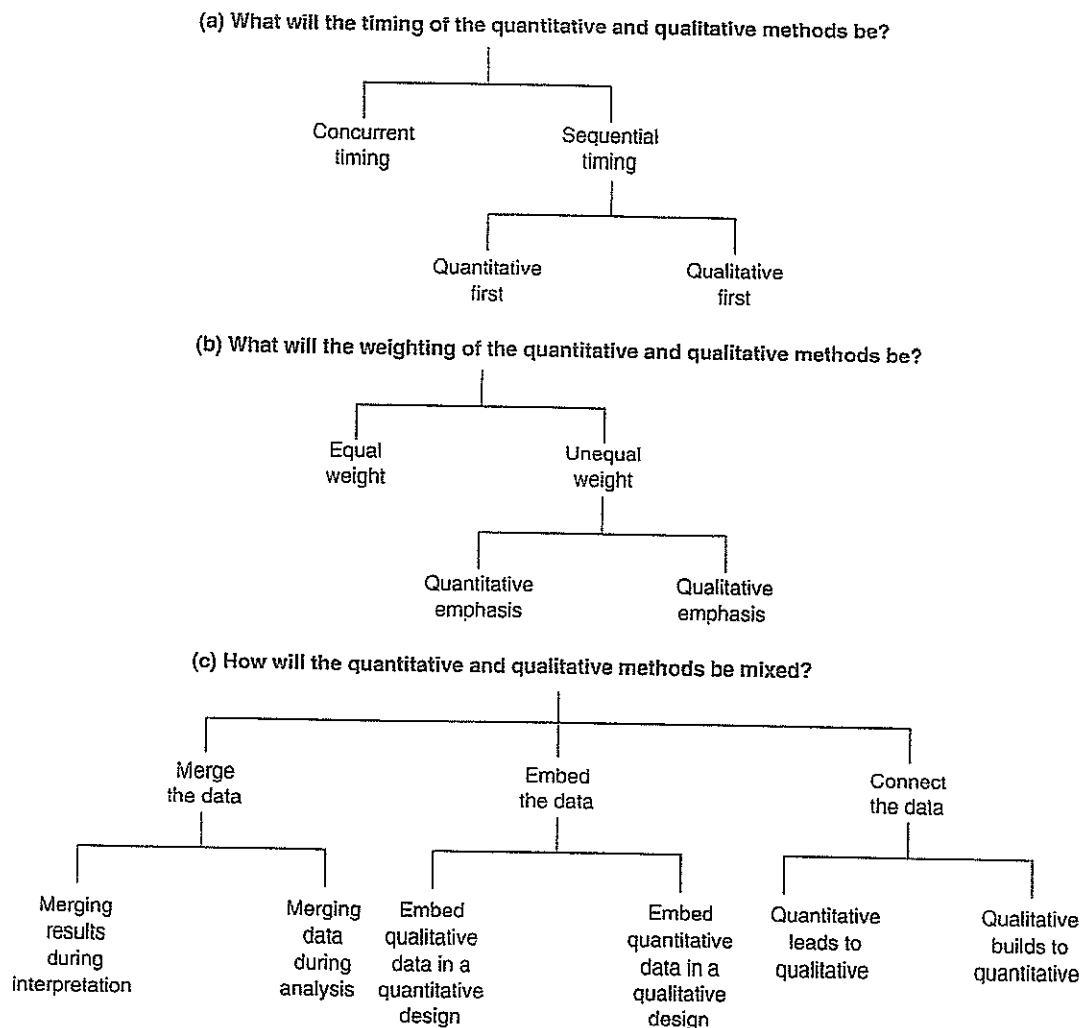 (a) What will the timing of the quantitative and qualitative methods be?
Concurrent
timing
Sequential
timing
Quantitative
first
Qualitative
first
(b) What will the weighting of the quantitative and qualitative methods be?
Equal
weight
Unequal
weight
Quantitative
emphasis
Qualitative
emphasis
(c) How will the quantitative and qualitative methods be mixed?
Merge
the data
Embed
the data
Connect
the data
Merging
results
during
interpretation
Merging
data
during
analysis
Embed
qualitative
data in a
quantitative
design
Embed
quantitative
data in a
qualitative
design
Quantitative
leads to
qualitative
Qualitative
builds to
quantitative